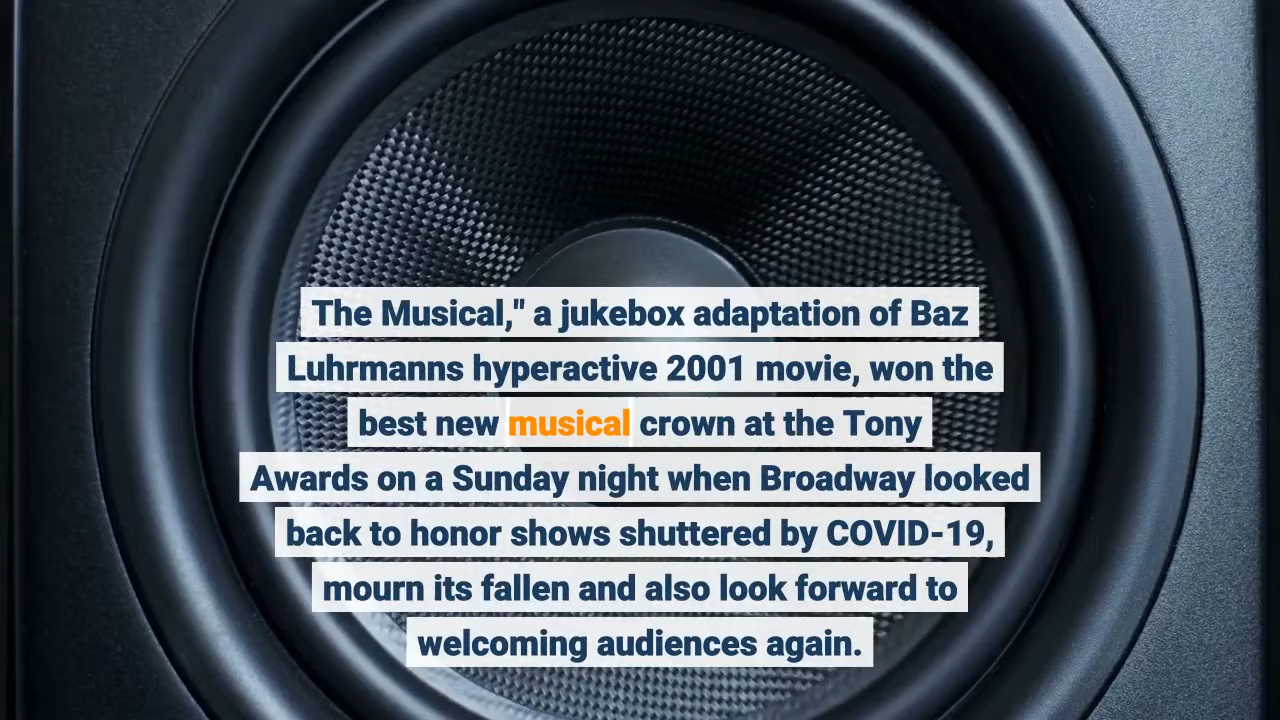 The Musical," a jukebox adaptation of Baz
Luhrmanns hyperactive 2001 movie, won the
best new musical crown at the Tony
Awards on a Sunday night when Broadway looked
back to honor shows shuttered by COVID-19,
mourn its fallen and also look forward to
welcoming audiences again.